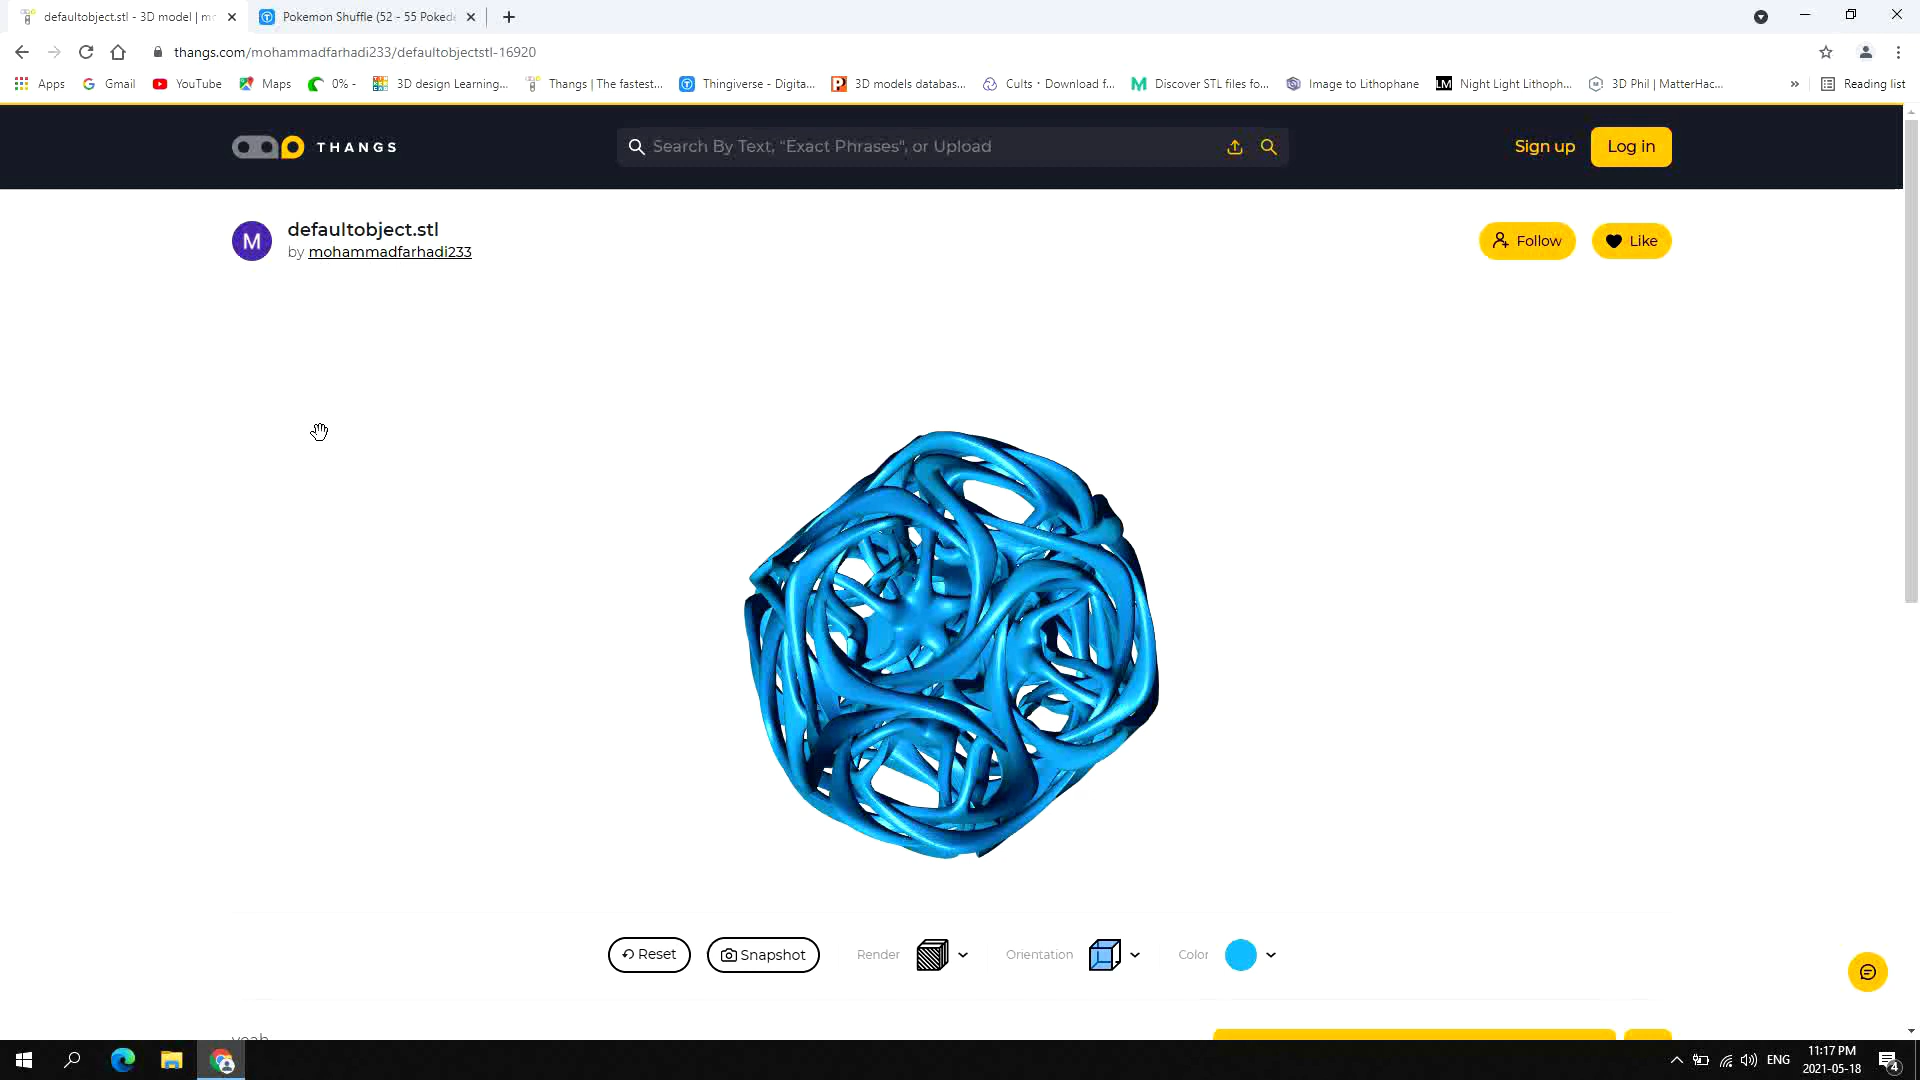 defaultobject.stl - 3D model | m
Pokemon Shuffle (52 - 55 Poked
thangs.com/mohammadfarhadi233/defaultobjectstl-16920
Apps Gmail YouTube Maps 0% - 3D design Learning... Thangs | The fastest... Thingiverse - Digita... 3D models databas... Cults · Download f... Discover STL files fo... Image to Lithophane LM Night Light Lithoph... 3D Phil | MatterHac... » Reading list
THANGS
Search By Text, "Exact Phrases", or Upload
Sign up
Log in
M
defaultobject.stl
by mohammadfarhadi233
Follow
Like
Reset
Snapshot
Render
Orientation
Color
yeah
ENG
11:17 PM
2021-05-18
4